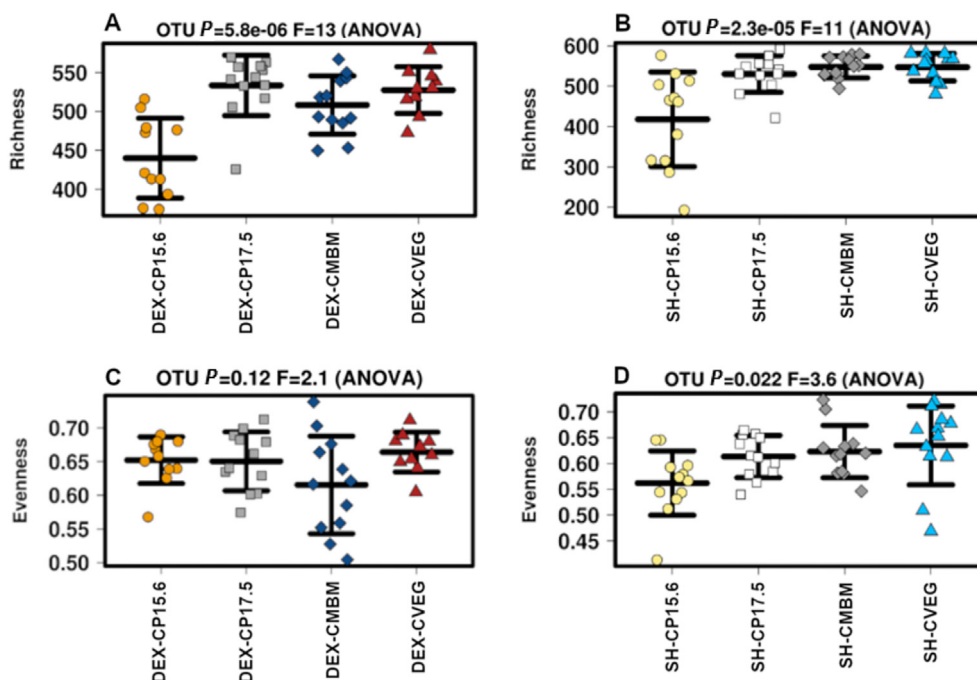 A
OTU P=5.8e-06 F=13 (ANOVA)
Richness
550
500
450
400
DEX-CP15.6
DEX-CP17.5
DEX-CMBM
DEX-CVEG
B
OTU P=2.3e-05 F=11 (ANOVA)
Richness
600
500
400
300
200
SH-CP15.6
SH-CP17.5
SH-CMBM
SH-CVEG
C
OTU P=0.12 F=2.1 (ANOVA)
Evenness
0.70
0.65
0.60
0.55
0.50
DEX-CP15.6
DEX-CP17.5
DEX-CMBM
DEX-CVEG
D
OTU P=0.022 F=3.6 (ANOVA)
Evenness
0.70
0.65
0.60
0.55
0.50
0.45
SH-CP15.6
SH-CP17.5
SH-CMBM
SH-CVEG